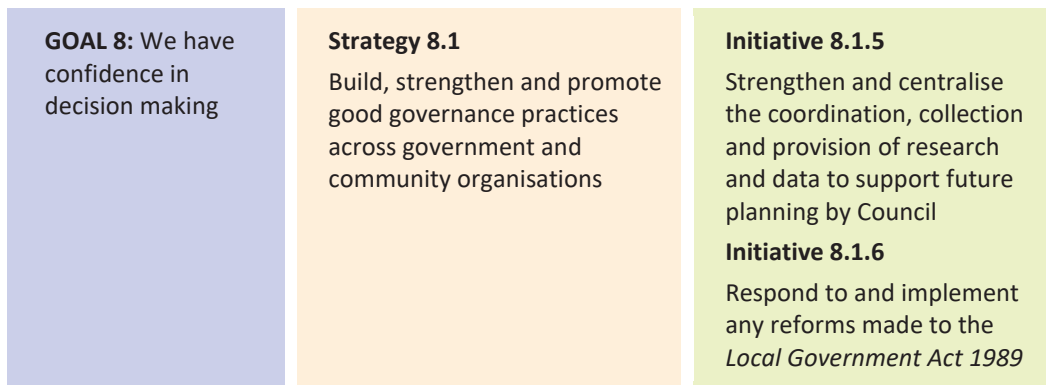 GOAL 8: We have
confidence in
decision making
Strategy 8.1
Build, strengthen and promote
good governance practices
across government and
community organisations
Initiative 8.1.5
Strengthen and centralise
the coordination, collection
and provision of research
and data to support future
planning by Council
Initiative 8.1.6
Respond to and implement
any reforms made to the
Local Government Act 1989